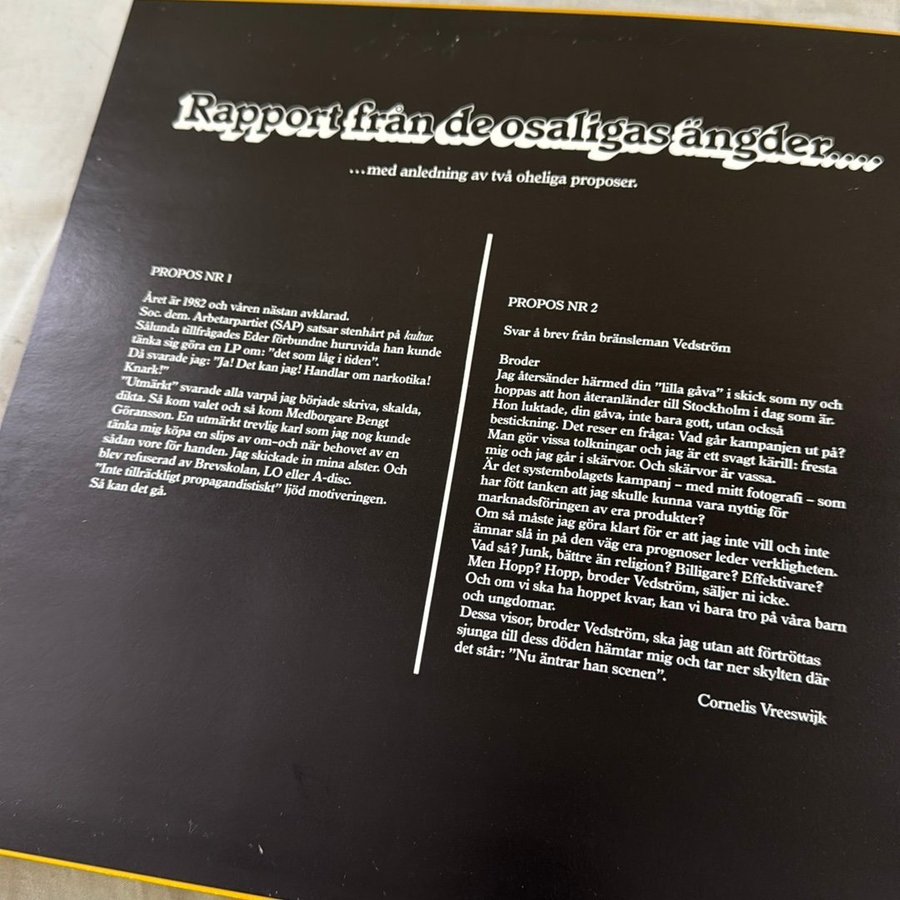 Rapport från de osaligas ängder....
...med anledning av två oheliga proposer.
PROPOS NR 1
Året är 1982 och våren nästan avklarad.
Soc. dem. Arbetarpartiet (SAP) satsar stenhårt på kultur.
Sålunda tillfrågades Eder förbundne huruvida han kunde
tänka sig göra en LP om: "det som låg i tiden".
Då svarade jag: "Ja! Det kan jag! Handlar om narkotika!
Knark!"
"Utmärkt" svarade alla varpå jag började skriva, skalda,
dikta. Så kom valet och så kom Medborgare Bengt
Göransson. En utmärkt trevlig karl som jag nog kunde
tänka mig köpa en slips av om–och när behovet av en
sådan vore för handen. Jag skickade in mina alster. Och
blev refuserad av Brevskolan, LO eller A-disc.
"Inte tillräckligt propagandistiskt" ljöd motiveringen.
Så kan det gå.
PROPOS NR 2
Svar å brev från bränsleman Vedström
Broder
Jag återsänder härmed din "lilla gåva" i skick som ny och
hoppas att hon återanländer till Stockholm i dag som är.
Hon luktade, din gåva, inte bara gott, utan också
bestickning. Det reser en fråga: Vad går kampanjen ut på?
Man gör vissa tolkningar och jag är ett svagt kärill: fresta
mig och jag går i skärvor. Och skärvor är vassa.
Är det systembolagets kampanj – med mitt fotografi – som
har fött tanken att jag skulle kunna vara nyttig för
marknadsföringen av era produkter?
Om så måste jag göra klart för er att jag inte vill och inte
ämnar slå in på den väg era prognoser leder verkligheten.
Vad så? Junk, bättre än religion? Billigare? Effektivare?
Men Hopp? Hopp, broder Vedström, säljer ni icke.
Och om vi ska ha hoppet kvar, kan vi bara tro på våra barn
och ungdomar.
Dessa visor, broder Vedström, ska jag utan att förtröttas
sjunga till dess döden hämtar mig och tar ner skylten där
det står: "Nu äntrar han scenen".
Cornelis Vreeswijk